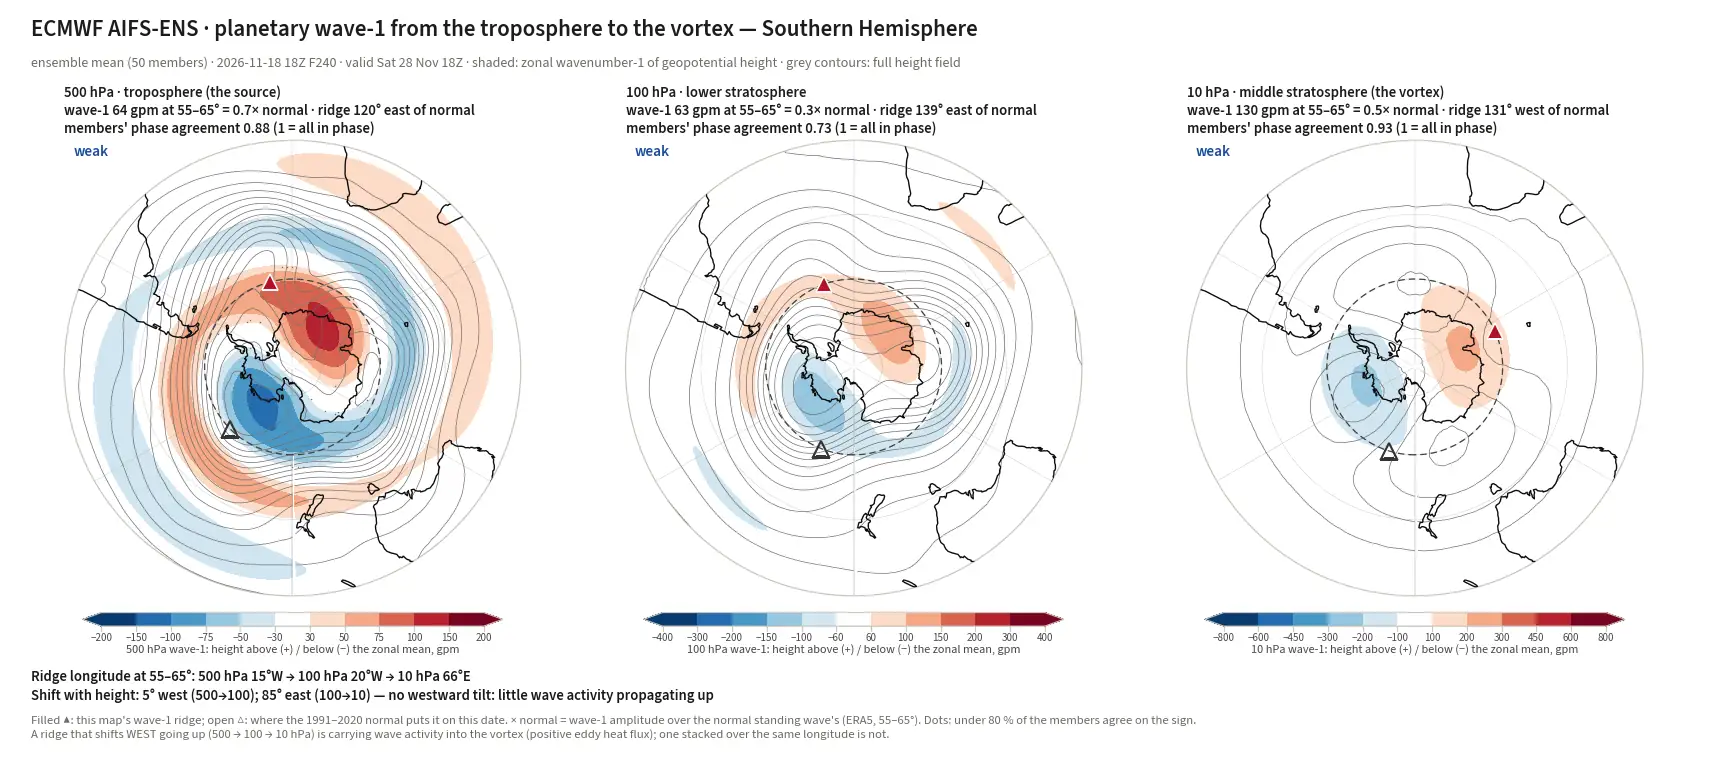 ECMWF AIFS-ENS · planetary wave-1 from the troposphere to the vortex — Southern Hemisphere
ensemble mean (50 members) · 2026-11-18 18Z F240 · valid Sat 28 Nov 18Z · shaded: zonal wavenumber-1 of geopotential height · grey contours: full height field
500 hPa · troposphere (the source)
wave-1 64 gpm at 55–65° = 0.7× normal · ridge 120° east of normal
members' phase agreement 0.88 (1 = all in phase)
weak
100 hPa · lower stratosphere
wave-1 63 gpm at 55–65° = 0.3× normal · ridge 139° east of normal
members' phase agreement 0.73 (1 = all in phase)
weak
10 hPa · middle stratosphere (the vortex)
wave-1 130 gpm at 55–65° = 0.5× normal · ridge 131° west of normal
members' phase agreement 0.93 (1 = all in phase)
weak
−200 −150 −100 −75 −50 −30 30 50 75 100 150 200
500 hPa wave-1: height above (+) / below (−) the zonal mean, gpm
−400 −300 −200 −150 −100 −60 60 100 150 200 300 400
100 hPa wave-1: height above (+) / below (−) the zonal mean, gpm
−800 −600 −450 −300 −200 −100 100 200 300 450 600 800
10 hPa wave-1: height above (+) / below (−) the zonal mean, gpm
Ridge longitude at 55–65°: 500 hPa 15°W → 100 hPa 20°W → 10 hPa 66°E
Shift with height: 5° west (500→100); 85° east (100→10) — no westward tilt: little wave activity propagating up
Filled ▲: this map's wave-1 ridge; open △: where the 1991–2020 normal puts it on this date. × normal = wave-1 amplitude over the normal standing wave's (ERA5, 55–65°). Dots: under 80 % of the members agree on the sign.
A ridge that shifts WEST going up (500 → 100 → 10 hPa) is carrying wave activity into the vortex (positive eddy heat flux); one stacked over the same longitude is not.